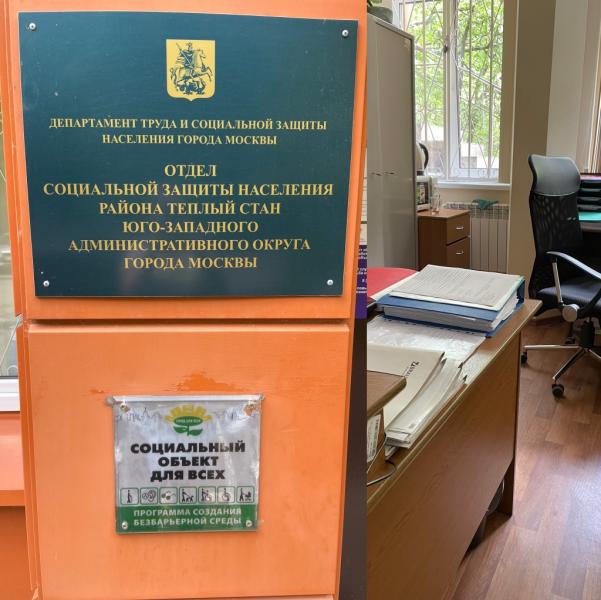 ДЕПАРТАМЕНТ ТРУДА И СОЦИАЛЬНОЙ ЗАЩИТЫ
НАСЕЛЕНИЯ ГОРОДА МОСКВЫ
ОТДЕЛ
СОЦИАЛЬНОЙ ЗАЩИТЫ НАСЕЛЕНИЯ
РАЙОНА ТЕПЛЫЙ СТАН
ЮГО-ЗАПАДНОГО
АДМИНИСТРАТИВНОГО ОКРУГА
ГОРОДА МОСКВЫ
СОЦИАЛЬНЫЙ
ОБЪЕКТ
ДЛЯ ВСЕХ
ПРОГРАММА СОЗДАНИЯ
БЕЗБАРЬЕРНОЙ СРЕДЫ